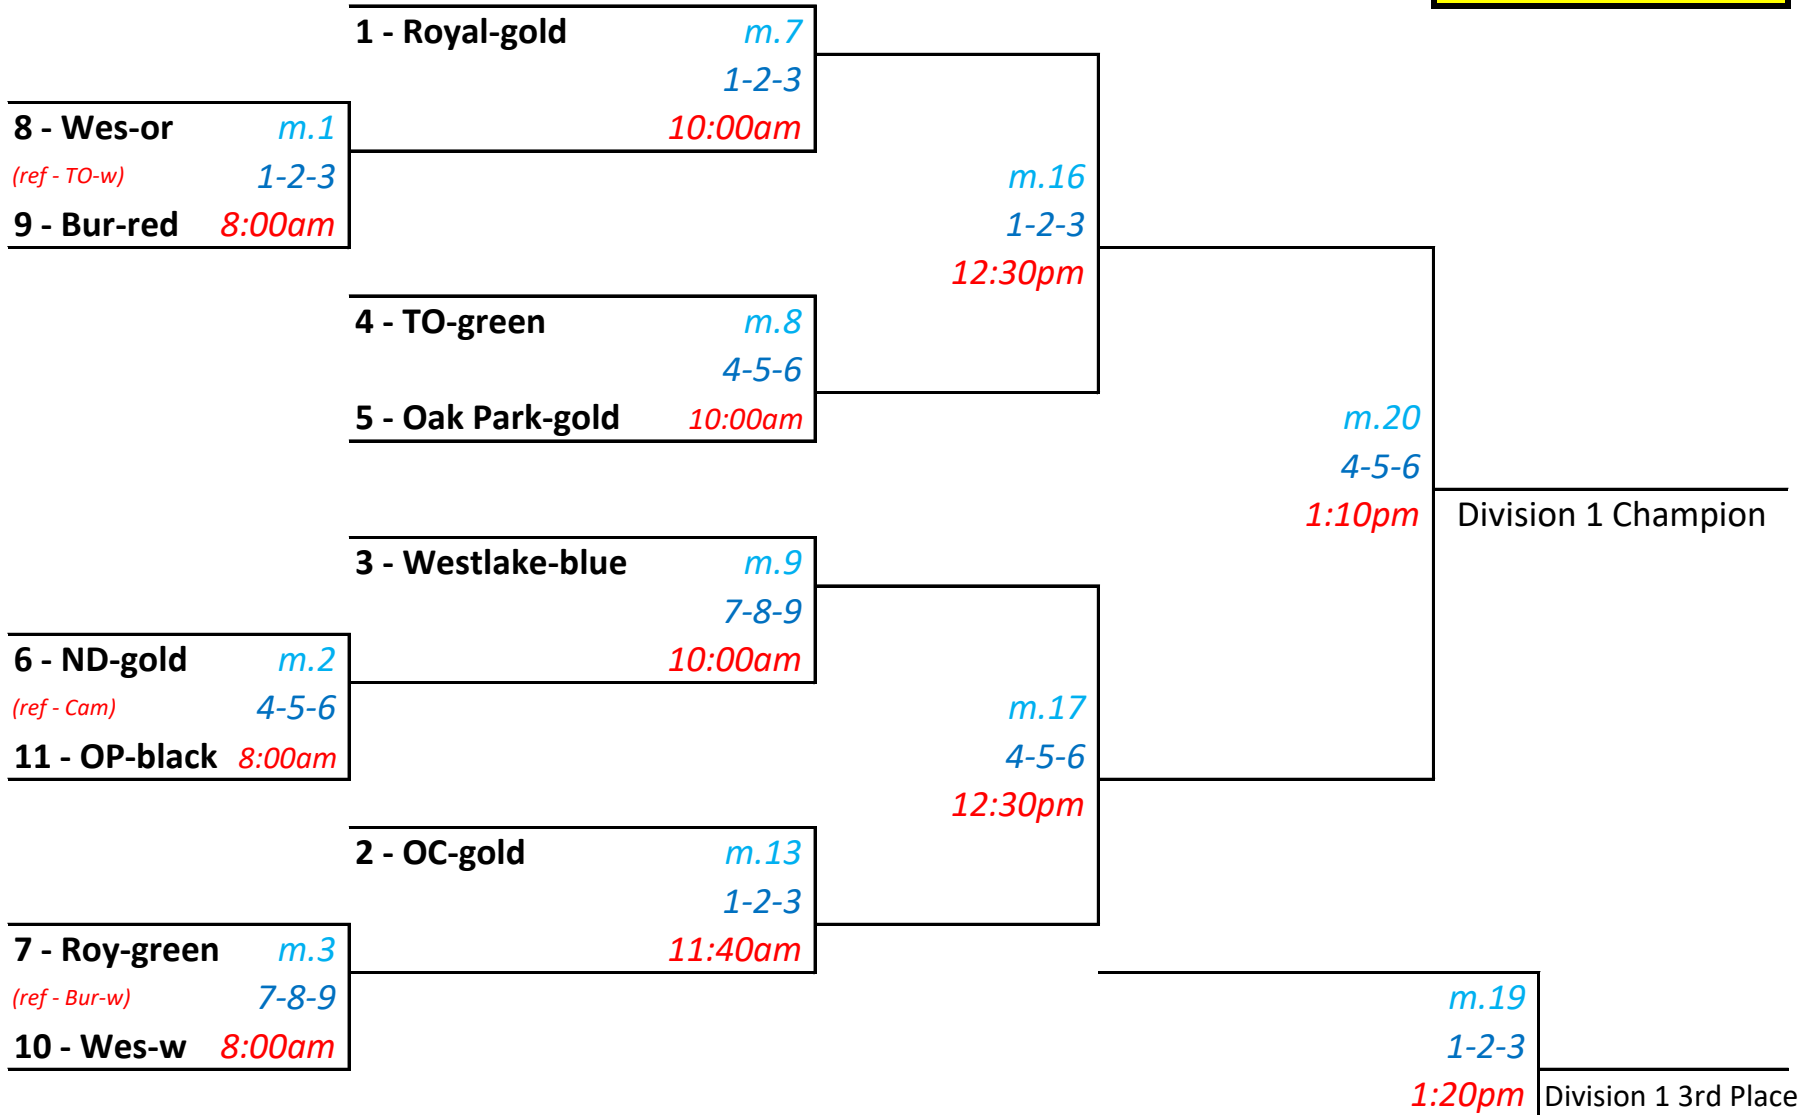 1 - Royal-gold m.7
1-2-3
8 - Wes-or m.1 10:00am
(ref - TO-w) 1-2-3 m.16
9 - Bur-red 8:00am 1-2-3
12:30pm
4 - TO-green m.8
4-5-6
5 - Oak Park-gold 10:00am m.20
4-5-6
1:10pm Division 1 Champion
3 - Westlake-blue m.9
7-8-9
6 - ND-gold m.2 10:00am
(ref - Cam) 4-5-6 m.17
11 - OP-black 8:00am 4-5-6
12:30pm
2 - OC-gold m.13
1-2-3
7 - Roy-green m.3 11:40am
(ref - Bur-w) 7-8-9 m.19
10 - Wes-w 8:00am 1-2-3
1:20pm Division 1 3rd Place